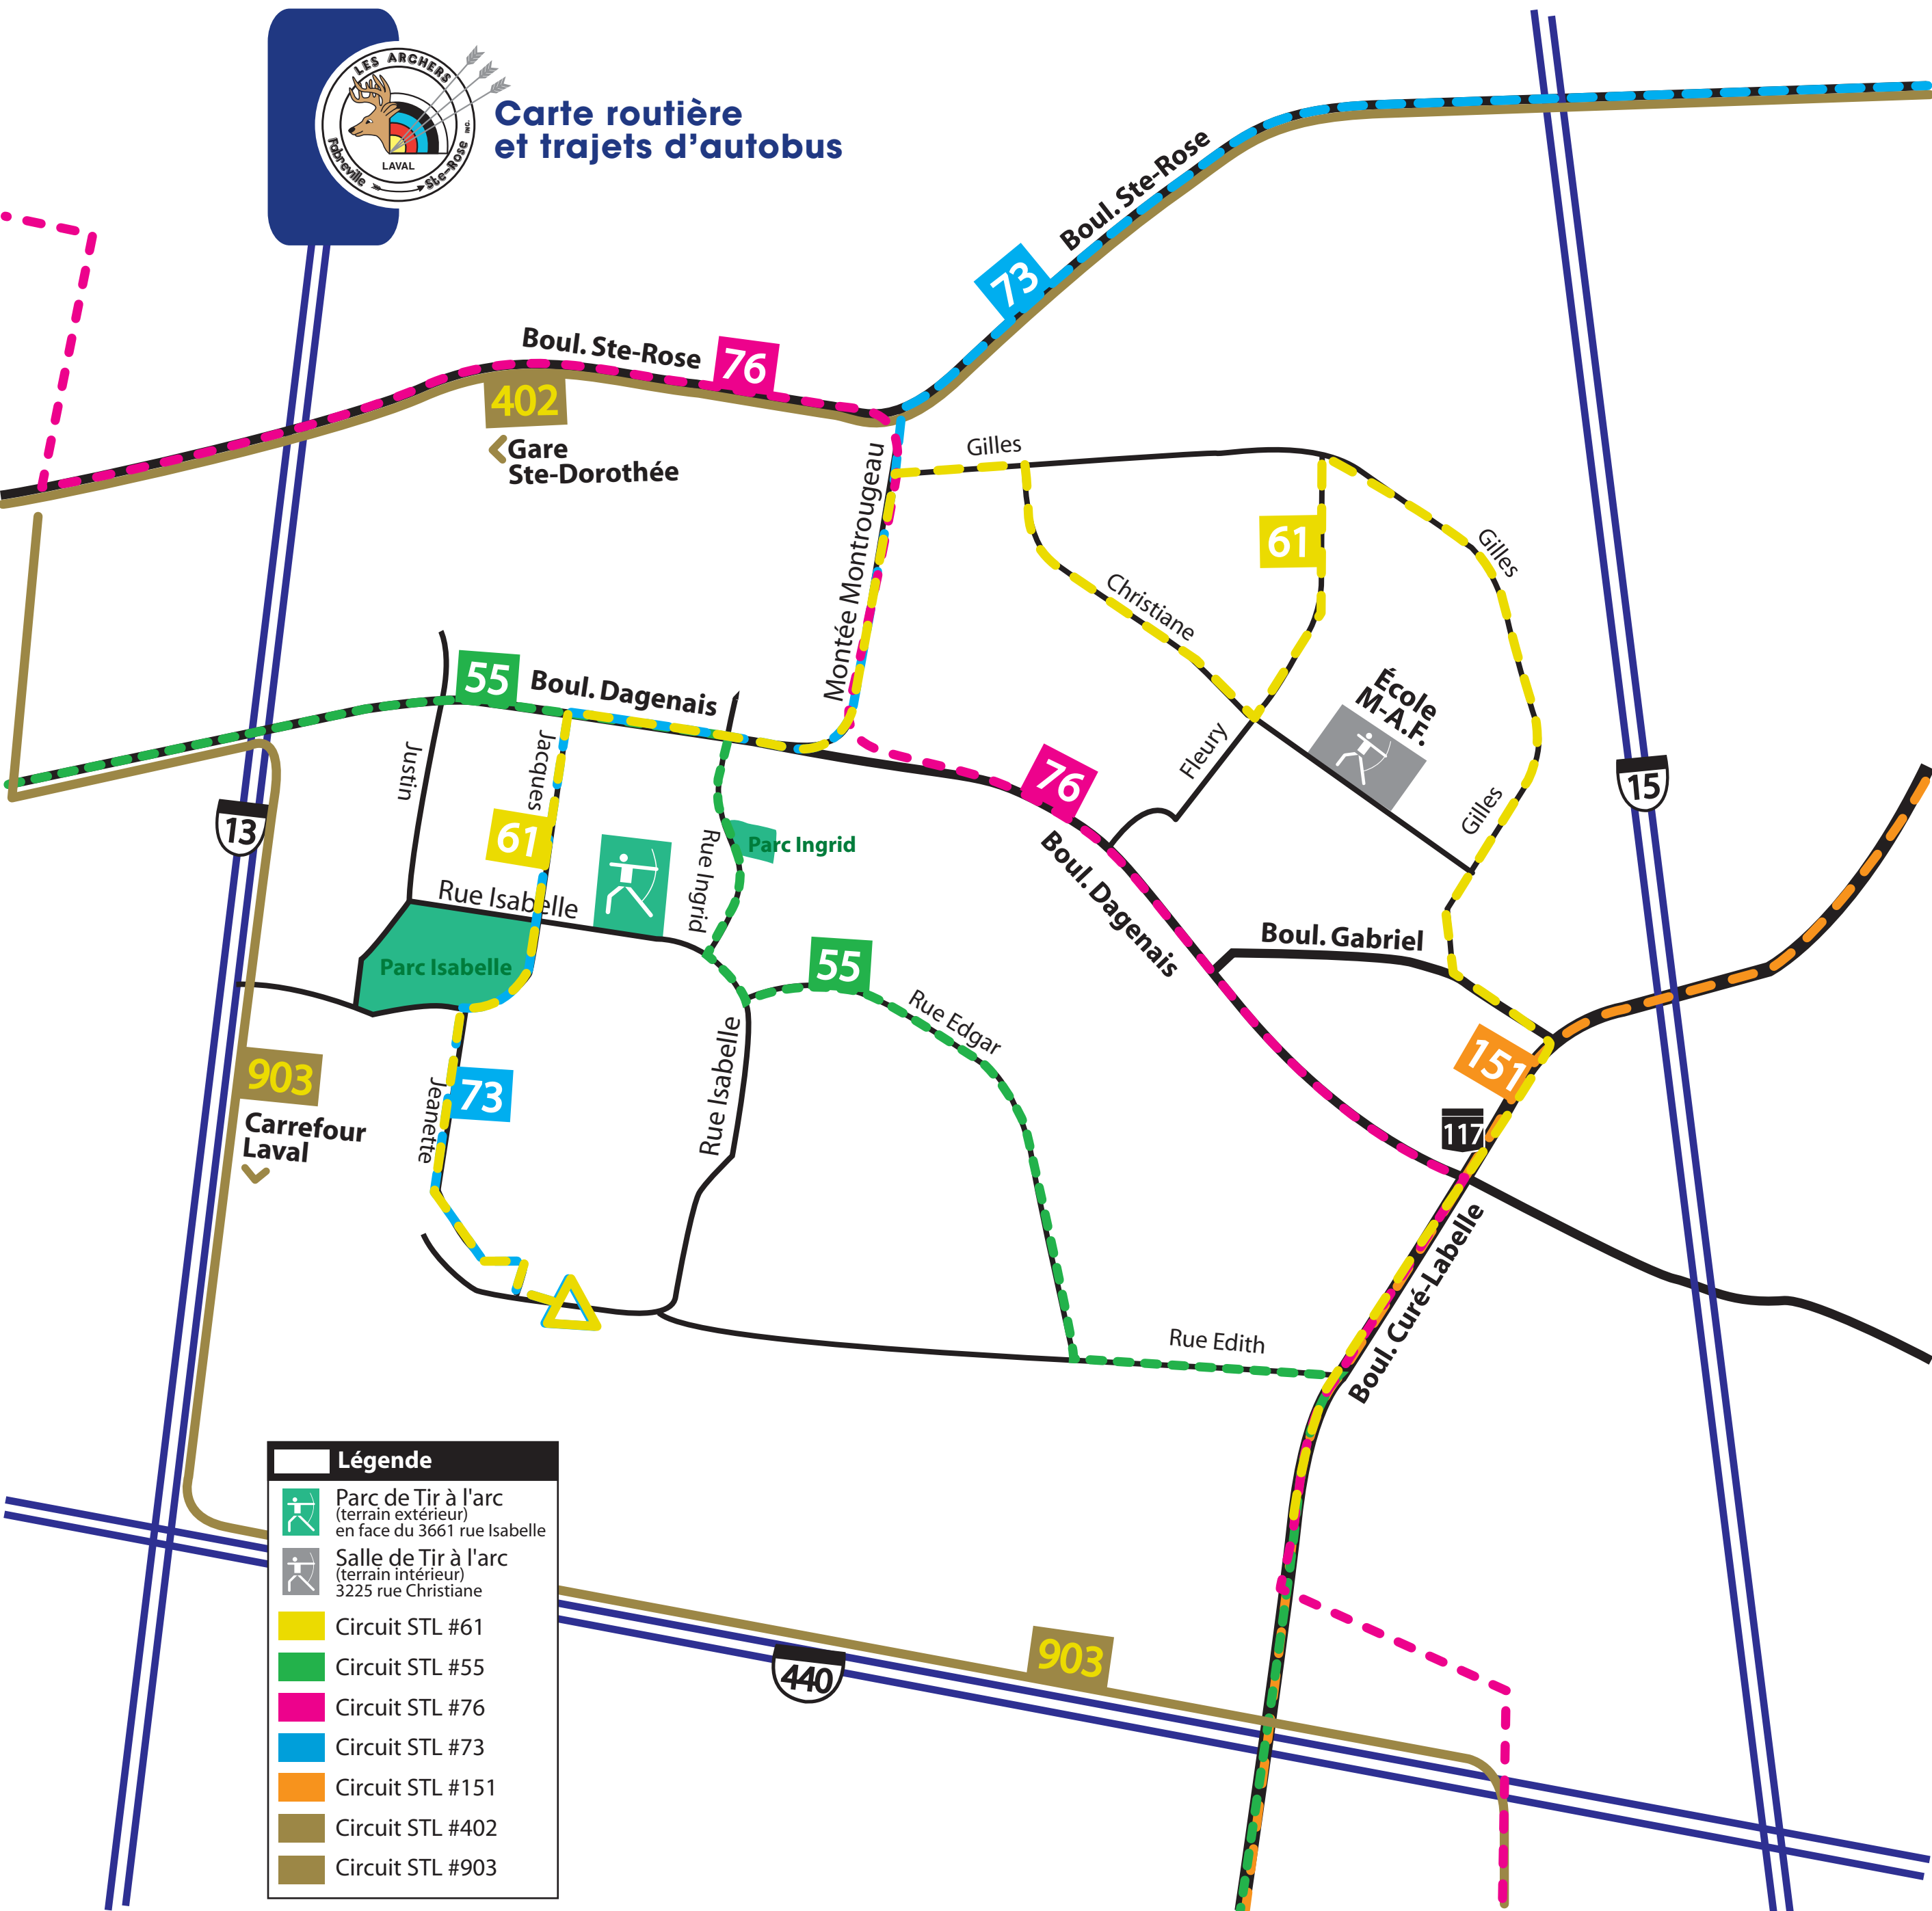 LES ARCHERS
Fabreville
Ste-Rose INC.
LAVAL
Carte routière
et trajets d'autobus
Boul. Ste-Rose
73
Boul. Ste-Rose
76
402
Gare
Ste-Dorothée
Gilles
Montée Montrougeau
61
Gilles
Christiane
55
Boul. Dagenais
École
M-A.F.
Justin
Jacques
Fleury
76
15
13
61
Parc Ingrid
Rue Ingrid
Gilles
Boul. Dagenais
Rue Isabelle
Boul. Gabriel
Parc Isabelle
55
Rue Edgar
903
Carrefour
Laval
Jeanette
73
Rue Isabelle
151
117
Boul. Curé-Labelle
Rue Edith
Légende
Parc de Tir à l'arc
(terrain extérieur)
en face du 3661 rue Isabelle
Salle de Tir à l'arc
(terrain intérieur)
3225 rue Christiane
Circuit STL #61
Circuit STL #55
Circuit STL #76
Circuit STL #73
Circuit STL #151
Circuit STL #402
Circuit STL #903
903
440